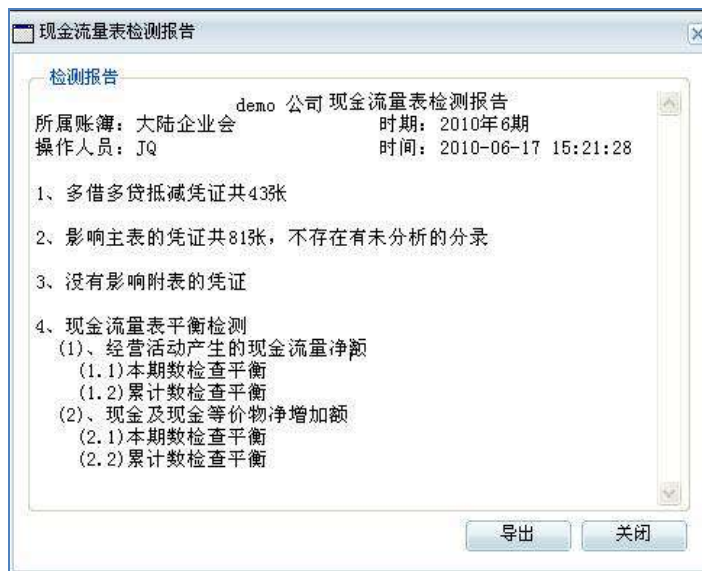 现金流量表检测报告
检测报告
demo 公司现金流量表检测报告
所属账簿: 大陆企业会 时期: 2010年6期
操作人员: JQ 时间: 2010-06-17 15:21:28
1、多借多贷抵减凭证共43张
2、影响主表的凭证共81张，不存在有未分析的分录
3、没有影响附表的凭证
4、现金流量表平衡检测
(1)、经营活动产生的现金流量净额
(1.1)本期数检查平衡
(1.2)累计数检查平衡
(2)、现金及现金等价物净增加额
(2.1)本期数检查平衡
(2.2)累计数检查平衡
导出 关闭